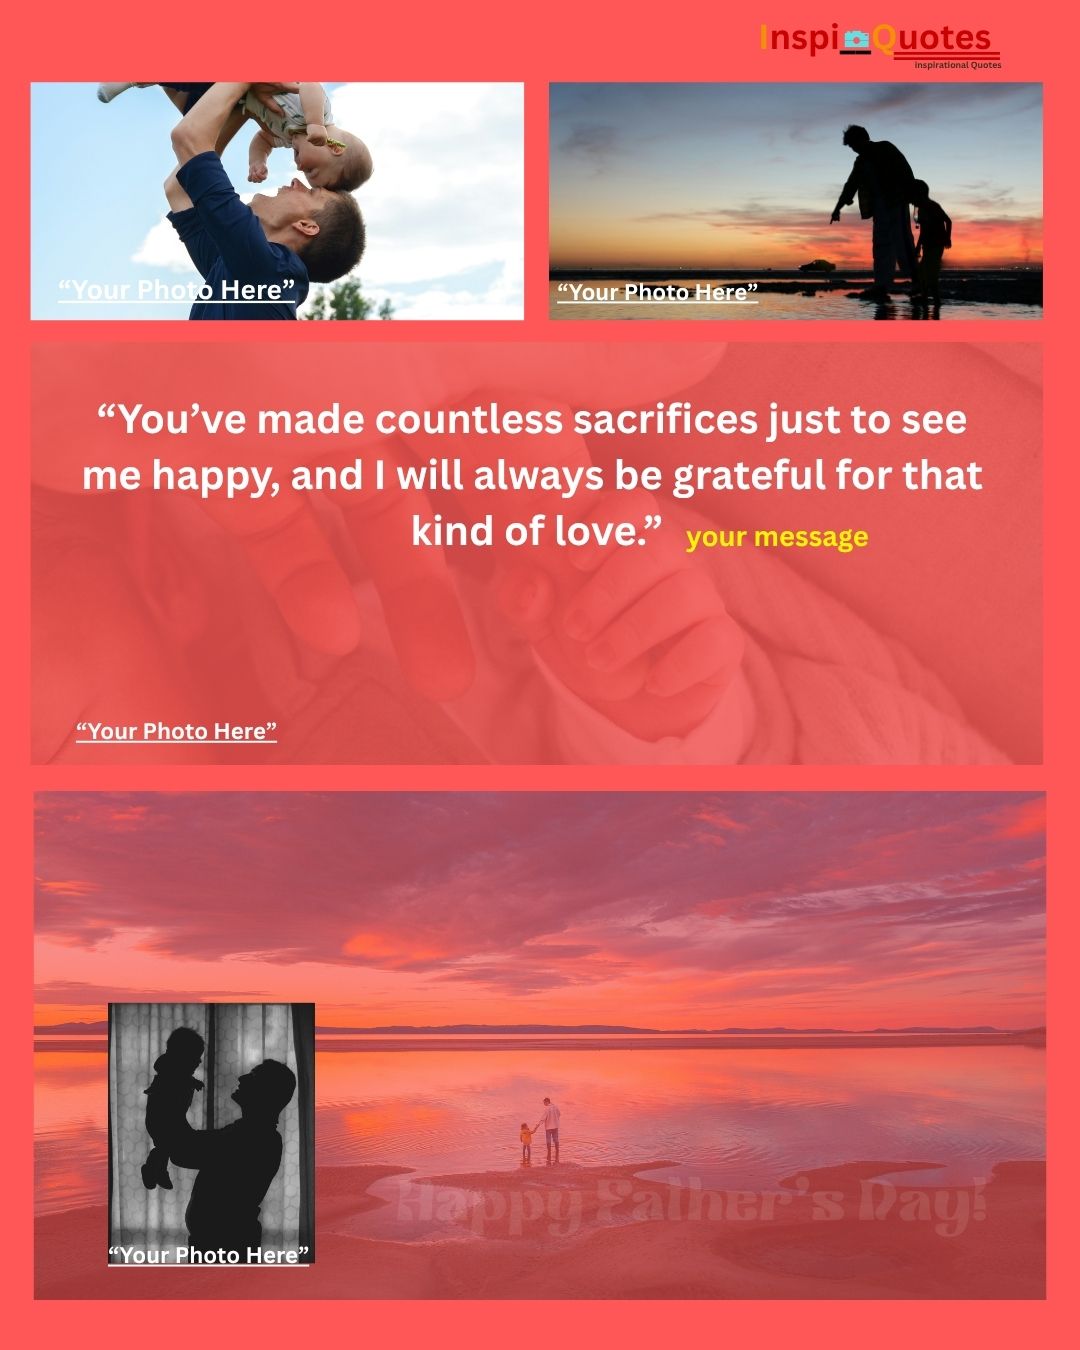 Inspi Quotes
Inspirational Quotes
“Your Photo Here”
“Your Photo Here”
“You’ve made countless sacrifices just to see
me happy, and I will always be grateful for that
kind of love.” your message
“Your Photo Here”
Happy Father's Day!
“Your Photo Here”